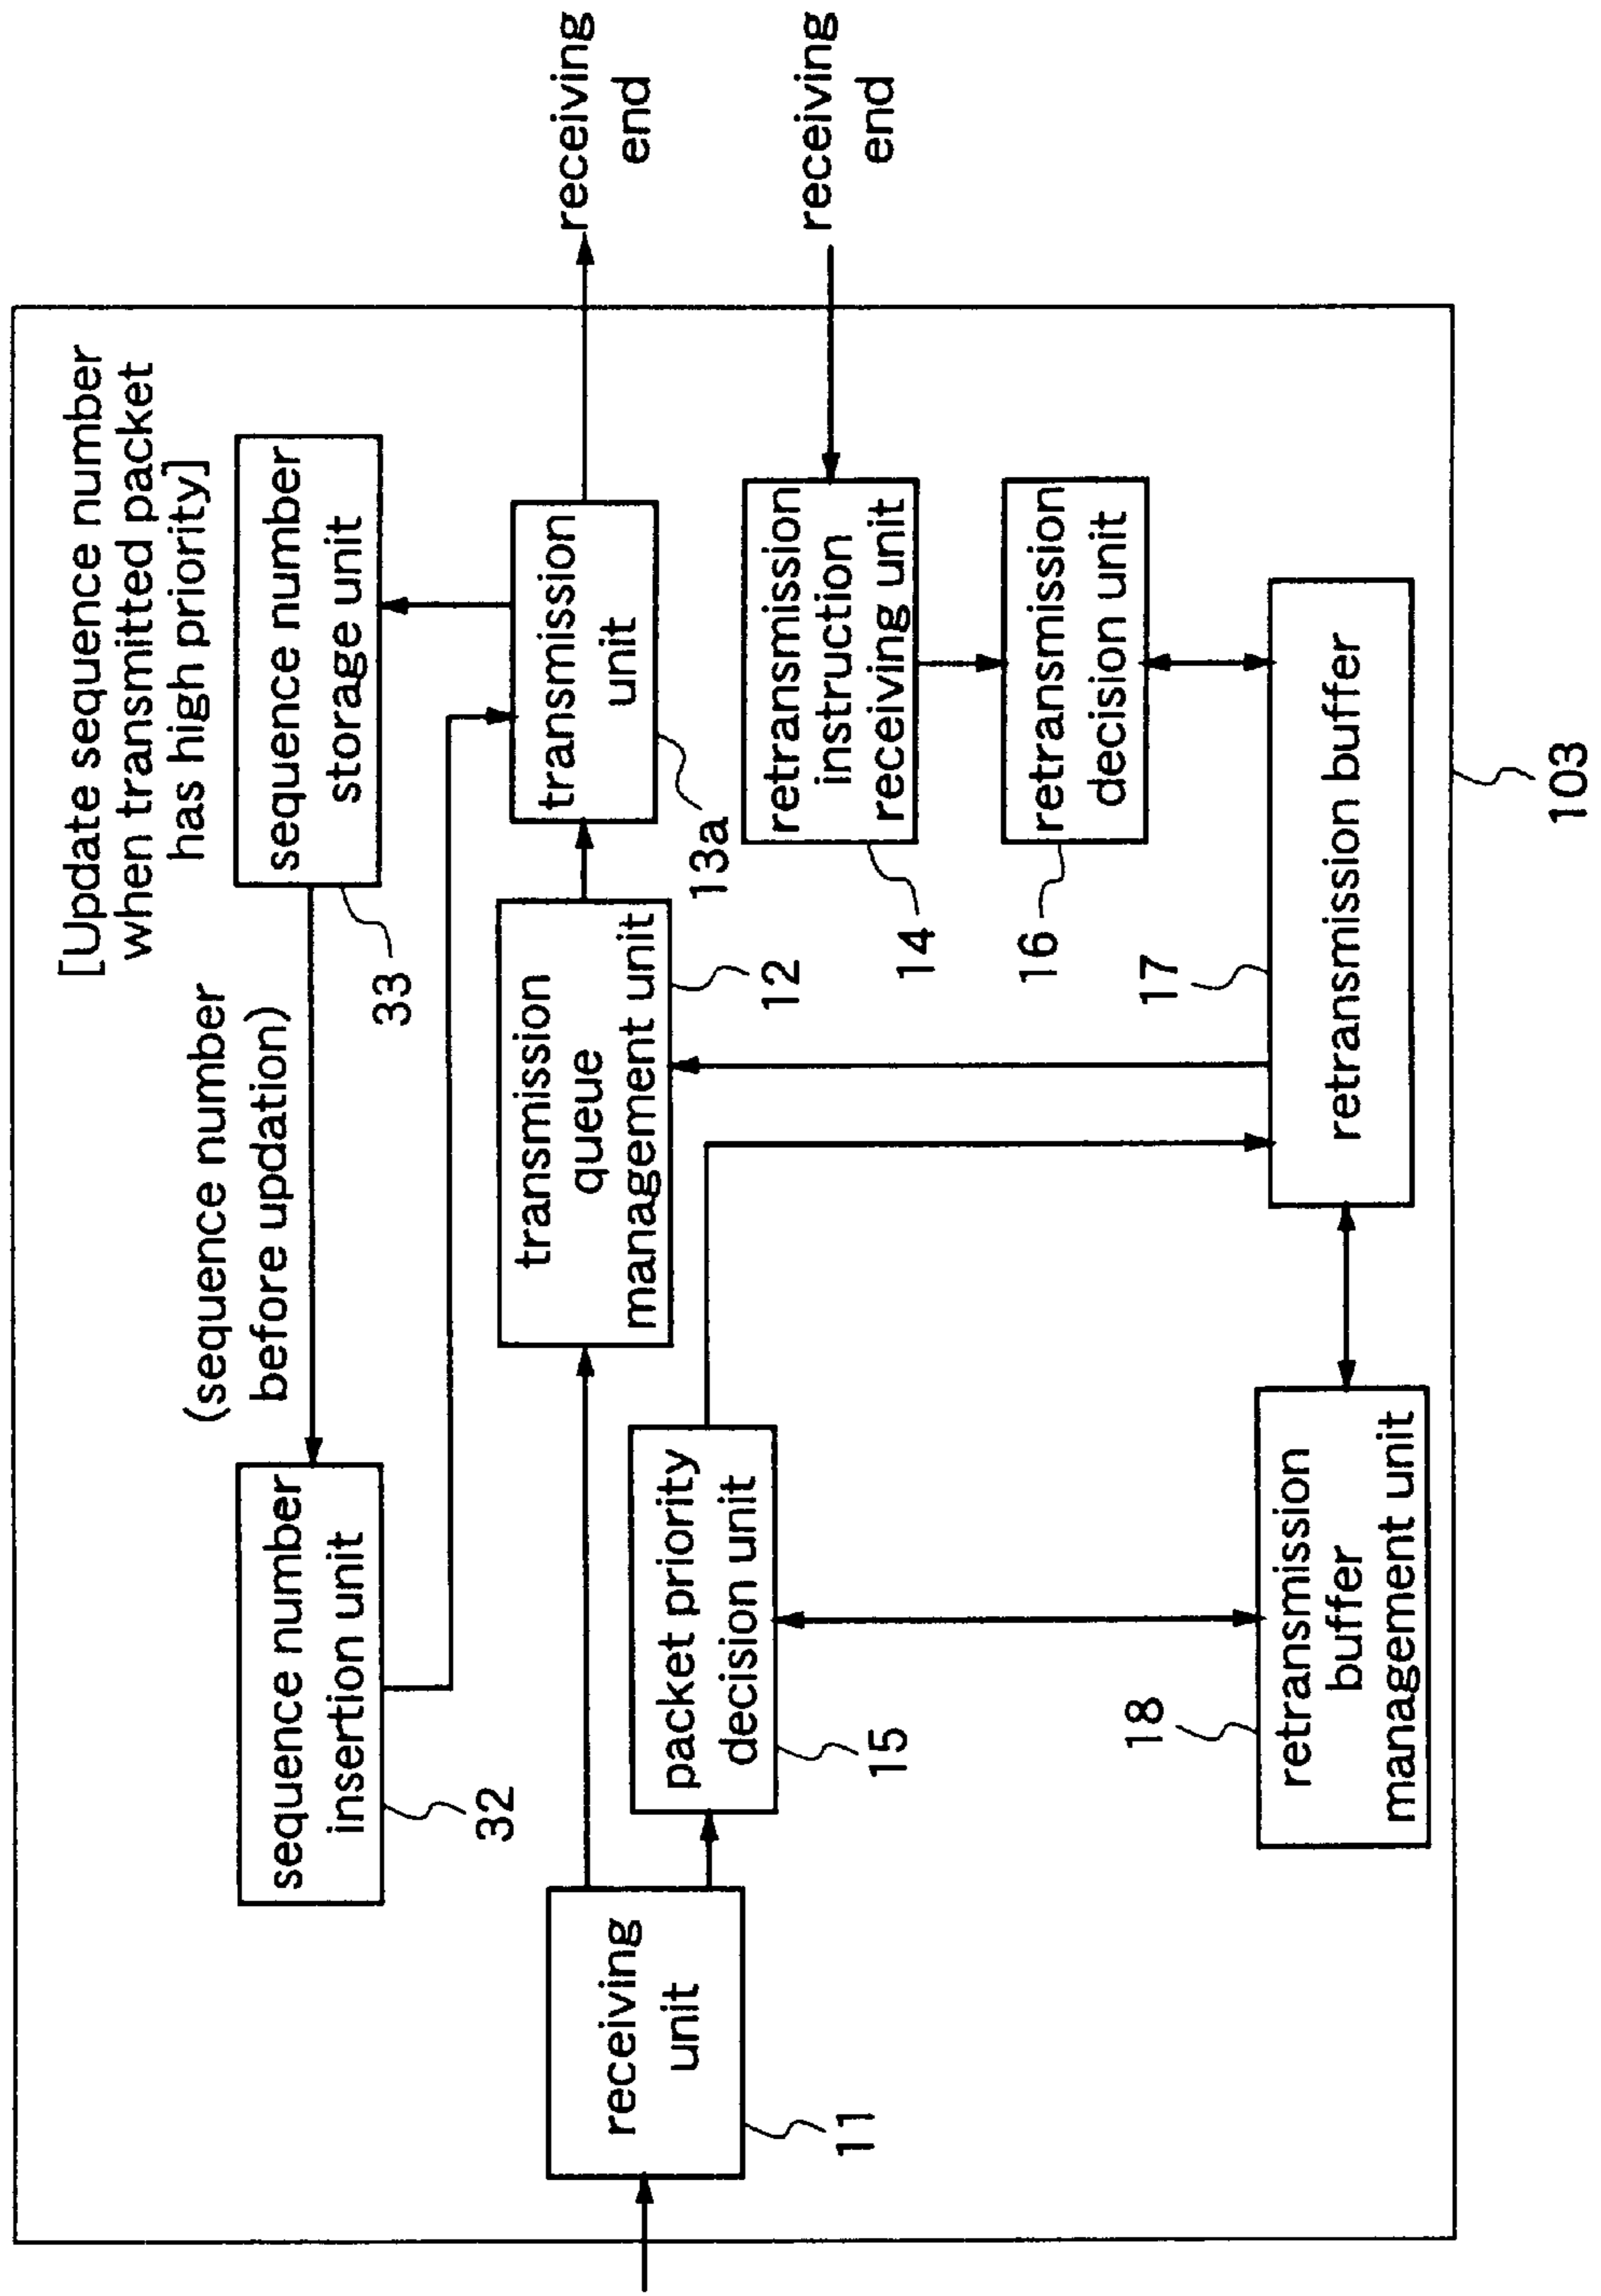 [Update sequence number
when transmitted packet
has high priority]
(sequence number
before updation)
sequence number
insertion unit
32
sequence number
storage unit
33
receiving
unit
11
transmission
queue
management unit
12
transmission
unit
13a
receiving
end
packet priority
decision unit
15
retransmission
instruction
receiving unit
14
receiving
end
retransmission
decision unit
16
retransmission
buffer
management unit
18
retransmission buffer
17
103